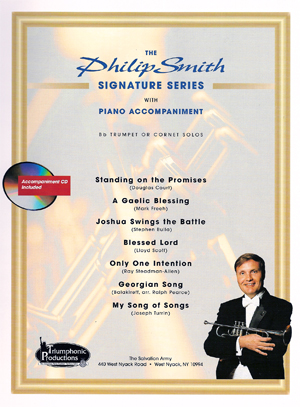 THE
Philip Smith
SIGNATURE SERIES
WITH
PIANO ACCOMPANIMENT
Bb TRUMPET OR CORNET SOLOS
Accompaniment CD
Included
Standing on the Promises
(Douglas Court)
A Gaelic Blessing
(Mark Freeh)
Joshua Swings the Battle
(Stephen Bulla)
Blessed Lord
(Lloyd Scott)
Only One Intention
(Ray Steadman-Allen)
Georgian Song
(Balakireff, arr. Ralph Pearce)
My Song of Songs
(Joseph Turrin)
Triumphonic
Productions
The Salvation Army
440 West Nyack Road • West Nyack, NY 10994